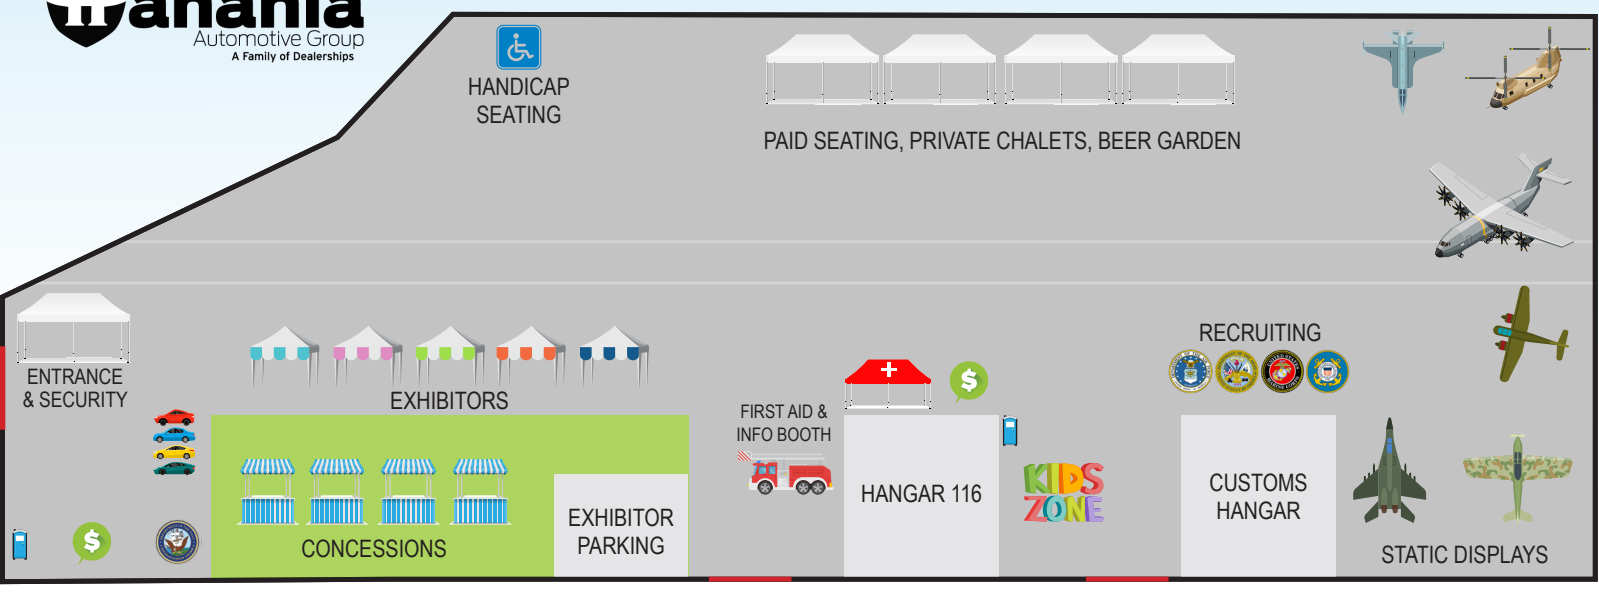 Automotive Group
A Family of Dealerships
HANDICAP
SEATING
PAID SEATING, PRIVATE CHALETS, BEER GARDEN
ENTRANCE
& SECURITY
EXHIBITORS
CONCESSIONS
EXHIBITOR
PARKING
FIRST AID &
INFO BOOTH
$
HANGAR 116
KIDS
ZONE
RECRUITING
CUSTOMS
HANGAR
STATIC DISPLAYS
$